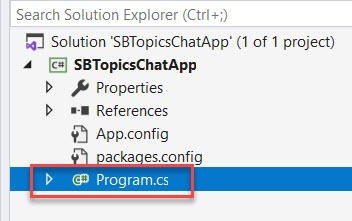 Search Solution Explorer (Ctrl+;)
Solution 'SBTopicsChatApp' (1 of 1 project)
C# SBTopicsChatApp
Properties
References
App.config
packages.config
C# Program.cs